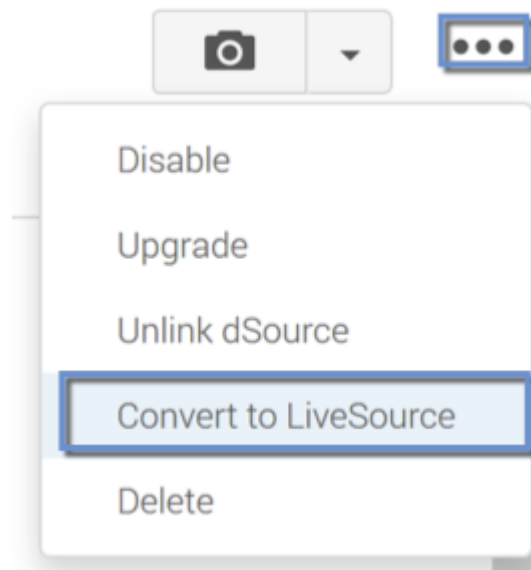 Disable
Upgrade
Unlink dSource
Convert to LiveSource
Delete